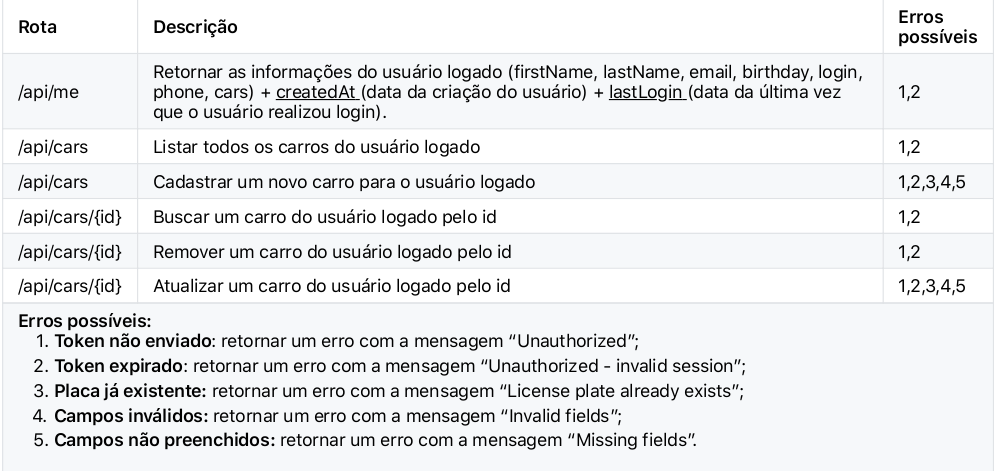 Rota Descrição Erros possíveis
/api/me Retornar as informações do usuário logado (firstName, lastName, email, birthday, login, phone, cars) + createdAt (data da criação do usuário) + lastLogin (data da última vez que o usuário realizou login). 1,2
/api/cars Listar todos os carros do usuário logado 1,2
/api/cars Cadastrar um novo carro para o usuário logado 1,2,3,4,5
/api/cars/{id} Buscar um carro do usuário logado pelo id 1,2
/api/cars/{id} Remover um carro do usuário logado pelo id 1,2
/api/cars/{id} Atualizar um carro do usuário logado pelo id 1,2,3,4,5
Erros possíveis:
1. Token não enviado: retornar um erro com a mensagem “Unauthorized”;
2. Token expirado: retornar um erro com a mensagem “Unauthorized - invalid session”;
3. Placa já existente: retornar um erro com a mensagem “License plate already exists”;
4. Campos inválidos: retornar um erro com a mensagem “Invalid fields”;
5. Campos não preenchidos: retornar um erro com a mensagem “Missing fields”.